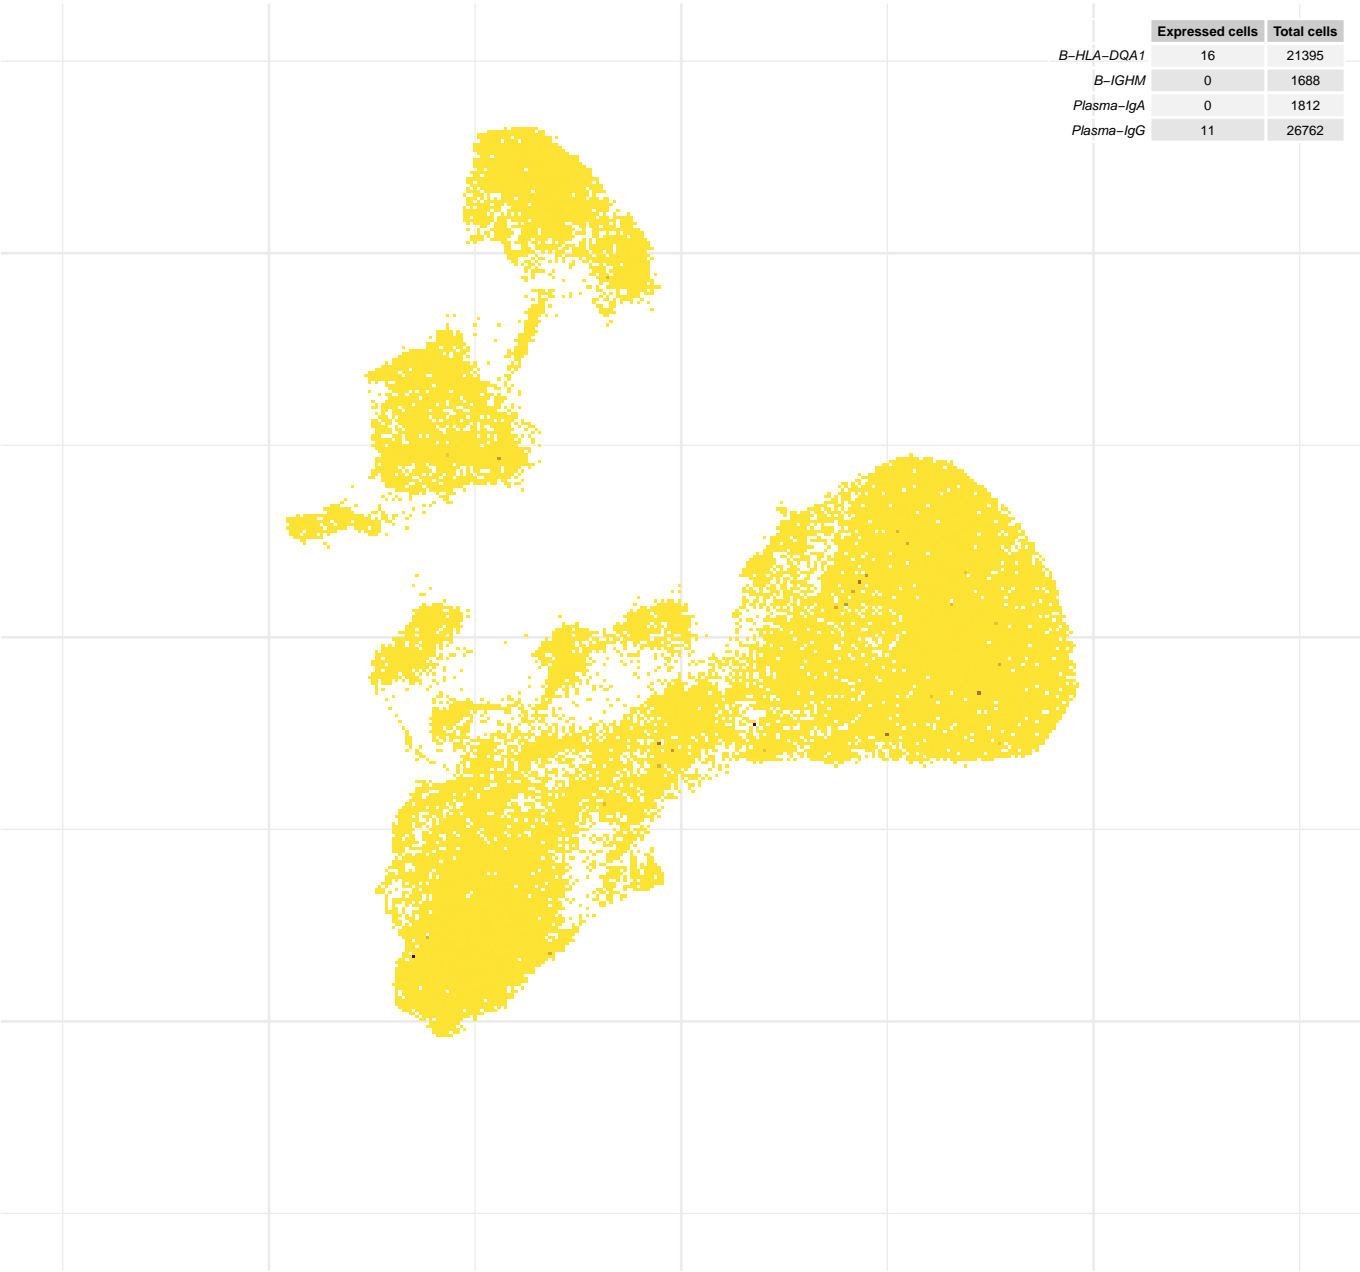 Expressed cells Total cells
B−HLA−DQA1 16 21395
B−IGHM 0 1688
Plasma−IgA 0 1812
Plasma−IgG 11 26762